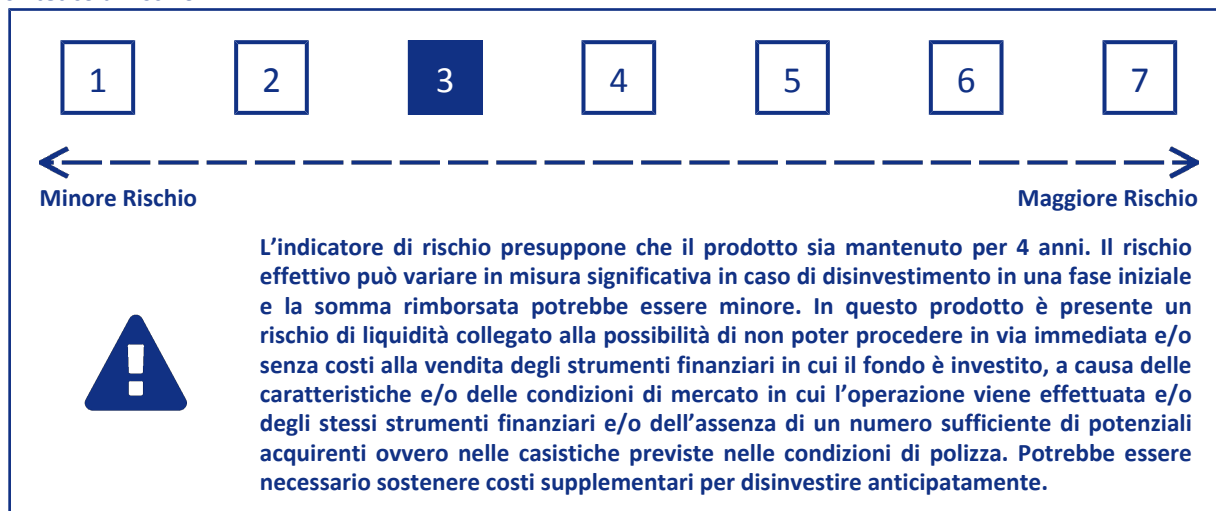 1 2 3 4 5 6 7
Minore Rischio Maggiore Rischio
L’indicatore di rischio presuppone che il prodotto sia mantenuto per 4 anni. Il rischio
effettivo può variare in misura significativa in caso di disinvestimento in una fase iniziale
e la somma rimborsata potrebbe essere minore. In questo prodotto è presente un
rischio di liquidità collegato alla possibilità di non poter procedere in via immediata e/o
senza costi alla vendita degli strumenti finanziari in cui il fondo è investito, a causa delle
caratteristiche e/o delle condizioni di mercato in cui l’operazione viene effettuata e/o
degli stessi strumenti finanziari e/o dell’assenza di un numero sufficiente di potenziali
acquirenti ovvero nelle casistiche previste nelle condizioni di polizza. Potrebbe essere
necessario sostenere costi supplementari per disinvestire anticipatamente.